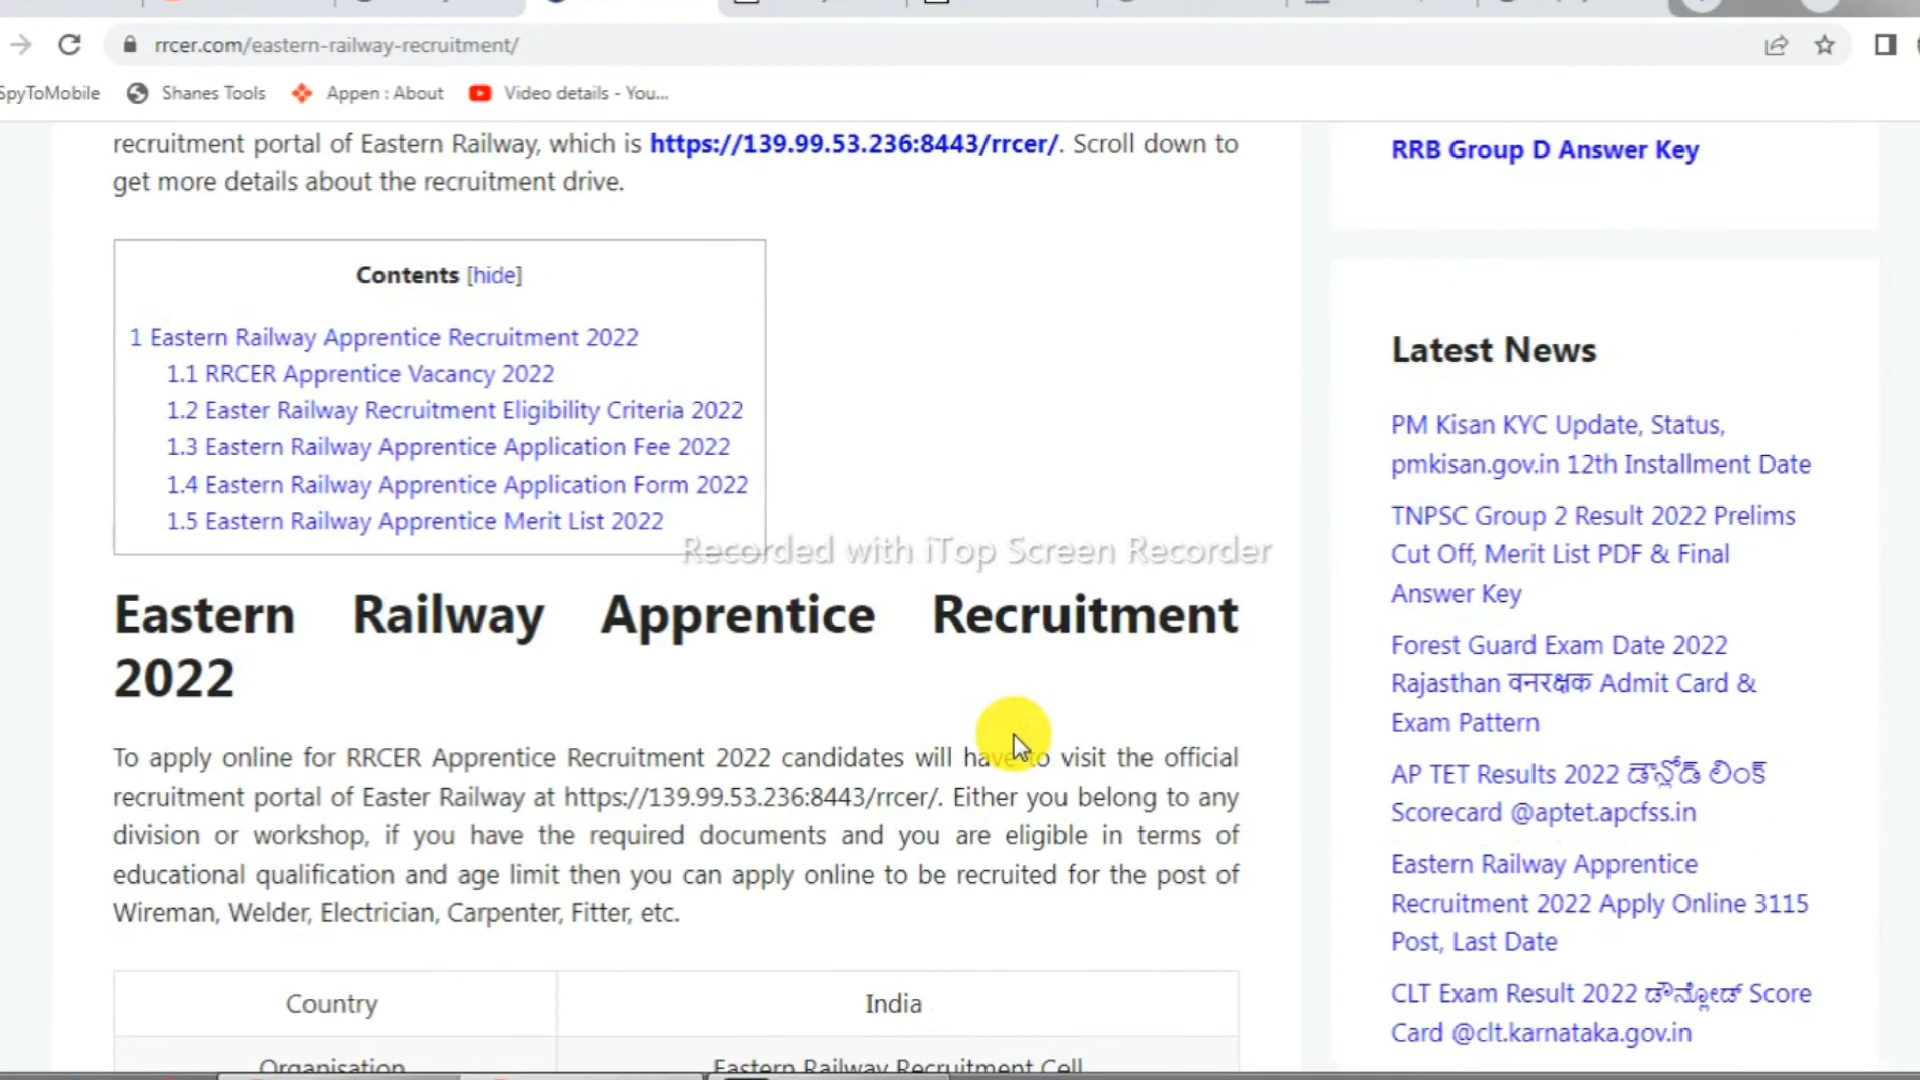 rrcer.com/eastern-railway-recruitment/
SpyToMobile Shanes Tools Appen : About Video details - You...
recruitment portal of Eastern Railway, which is https://139.99.53.236:8443/rrcer/. Scroll down to
get more details about the recruitment drive.
Contents [hide]
1 Eastern Railway Apprentice Recruitment 2022
1.1 RRCER Apprentice Vacancy 2022
1.2 Easter Railway Recruitment Eligibility Criteria 2022
1.3 Eastern Railway Apprentice Application Fee 2022
1.4 Eastern Railway Apprentice Application Form 2022
1.5 Eastern Railway Apprentice Merit List 2022
Recorded with iTop Screen Recorder
Eastern Railway Apprentice Recruitment
2022
To apply online for RRCER Apprentice Recruitment 2022 candidates will have to visit the official
recruitment portal of Easter Railway at https://139.99.53.236:8443/rrcer/. Either you belong to any
division or workshop, if you have the required documents and you are eligible in terms of
educational qualification and age limit then you can apply online to be recruited for the post of
Wireman, Welder, Electrician, Carpenter, Fitter, etc.
Country India
Organisation Eastern Railway Recruitment Cell
RRB Group D Answer Key
Latest News
PM Kisan KYC Update, Status,
pmkisan.gov.in 12th Installment Date
TNPSC Group 2 Result 2022 Prelims
Cut Off, Merit List PDF & Final
Answer Key
Forest Guard Exam Date 2022
Rajasthan वनरक्षक Admit Card &
Exam Pattern
AP TET Results 2022 డౌన్లోడ్ లింక్
Scorecard @aptet.apcfss.in
Eastern Railway Apprentice
Recruitment 2022 Apply Online 3115
Post, Last Date
CLT Exam Result 2022 ಡೌನ್ಲೋಡ್ Score
Card @clt.karnataka.gov.in